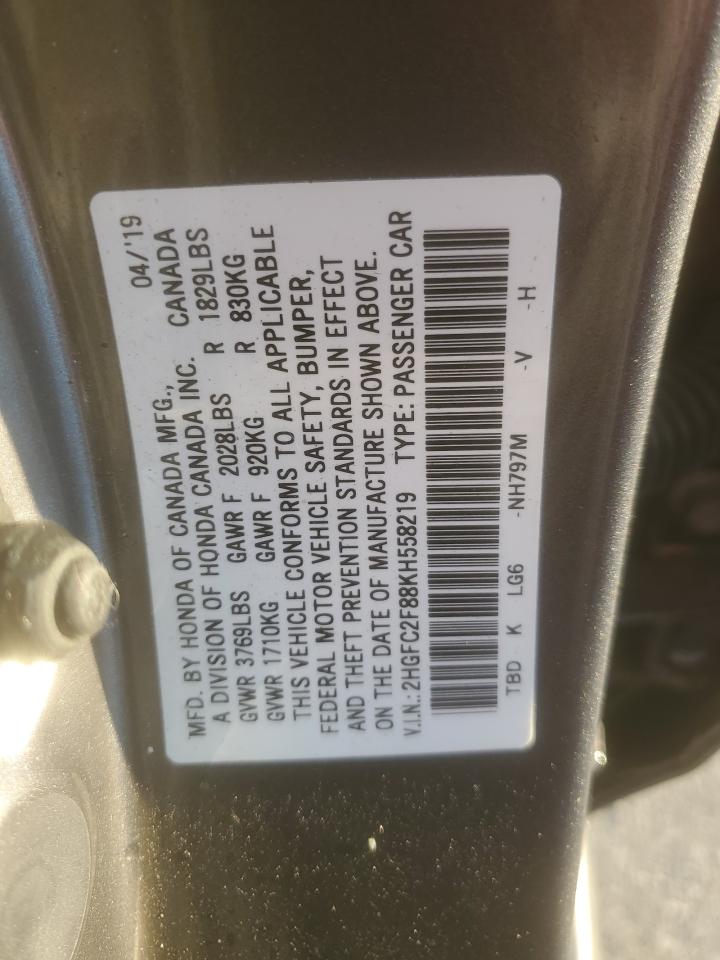 04/'19
MFD. BY HONDA OF CANADA MFG.,
A DIVISION OF HONDA CANADA INC. CANADA
GVWR 3769LBS GAWR F 2028LBS R 1829LBS
GVWR 1710KG GAWR F 920KG R 830KG
THIS VEHICLE CONFORMS TO ALL APPLICABLE
FEDERAL MOTOR VEHICLE SAFETY, BUMPER,
AND THEFT PREVENTION STANDARDS IN EFFECT
ON THE DATE OF MANUFACTURE SHOWN ABOVE.
V.I.N.: 2HGFC2F88KH558219 TYPE: PASSENGER CAR
TBD K LG6 -NH797M -V -H